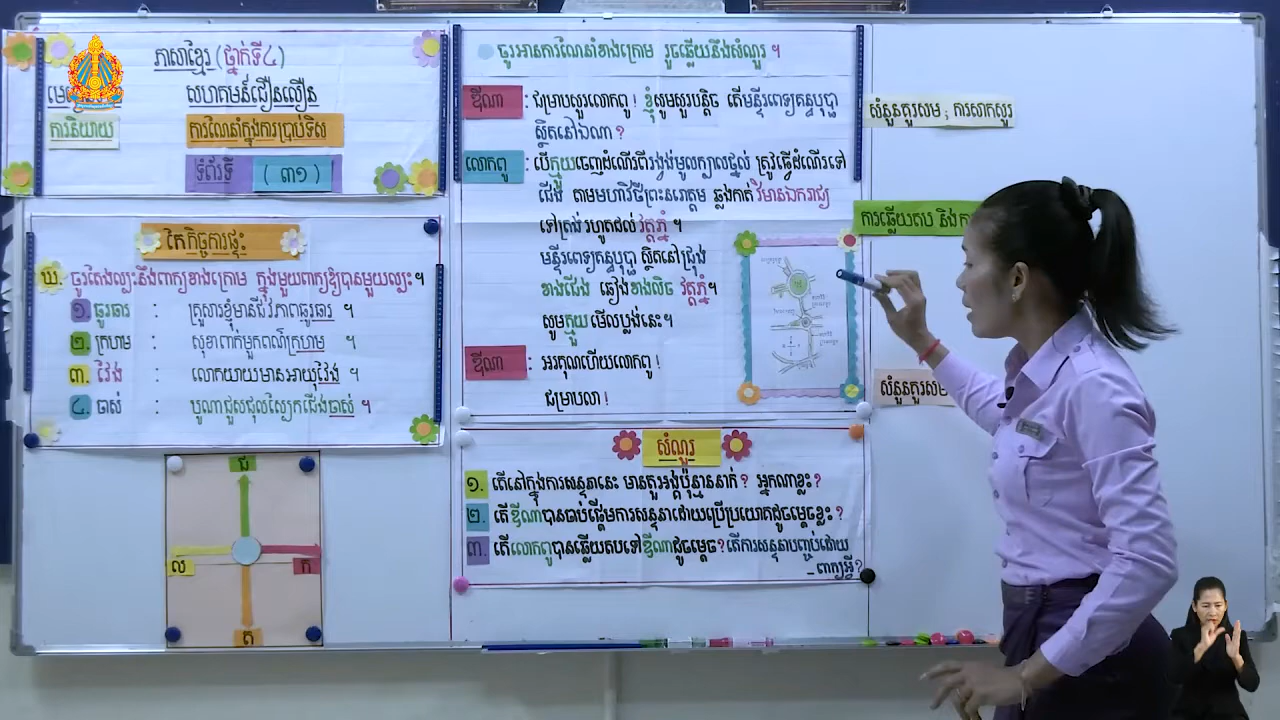 ភាសាខ្មែរ (ថ្នាក់ទី៤)
សហគមន៍ជឿនលឿន
ការនិយាយ
ការណែនាំក្នុងការប្រាប់ទិស
ទំព័រទី (៣១)
កែកិច្ចការផ្ទះ
ឃ. ចូរតែងល្បះនឹងពាក្យខាងក្រោម ក្នុងមួយពាក្យឱ្យបានមួយល្បះ។
១. ធូរធារ : គ្រួសារខ្ញុំមានជីវភាពធូរធារ ។
២. ក្រហម : សុខាពាក់មួកពណ៌ក្រហម ។
៣. វែង : លោកយាយមានអាយុវែង ។
៤. ចាស់ : បូណាជួសជុលស្បែកជើងចាស់ ។
ជ
ល
ក
ត
ចូរអានការណែនាំខាងក្រោម រួចឆ្លើយនឹងសំណួរ ។
ឌីណា : ជម្រាបសួរលោកពូ ! ខ្ញុំសូមសួរបន្តិច តើមន្ទីរពេទ្យគន្ធបុប្ផា
ស្ថិតនៅឯណា ?
លោកពូ : បើក្មួយចេញដំណើរពីរង្វង់មូលក្បាលថ្នល់ ត្រូវធ្វើដំណើរទៅ
ជើង តាមមហាវិថីព្រះនរោត្តម ឆ្លងកាត់ វិមានឯករាជ្យ
ទៅត្រង់ រហូតដល់ វត្តភ្នំ ។
មន្ទីរពេទ្យគន្ធបុប្ផា ស្ថិតនៅជ្រុង
ខាងជើង ឆៀងខាងលិច វត្តភ្នំ។
សូមក្មួយ មើលប្លង់នេះ។
ឌីណា : អរគុណហើយលោកពូ !
ជម្រាបលា !
សំណួរ
១. តើនៅក្នុងការសន្ទនានេះ មានតួអង្គប៉ុន្មាននាក់ ? អ្នកណាខ្លះ ?
២. តើឌីណាបានចាប់ផ្ដើមការសន្ទនាដោយប្រើប្រយោគដូចម្ដេចខ្លះ ?
៣. តើលោកពូបានឆ្លើយតបទៅឌីណាដូចម្ដេច ? តើការសន្ទនាបញ្ចប់ដោយ
ពាក្យអ្វី?
សំនួនគួរសម ; ការសាកសួរ
ការឆ្លើយតប និង
សំនួនគួរសម